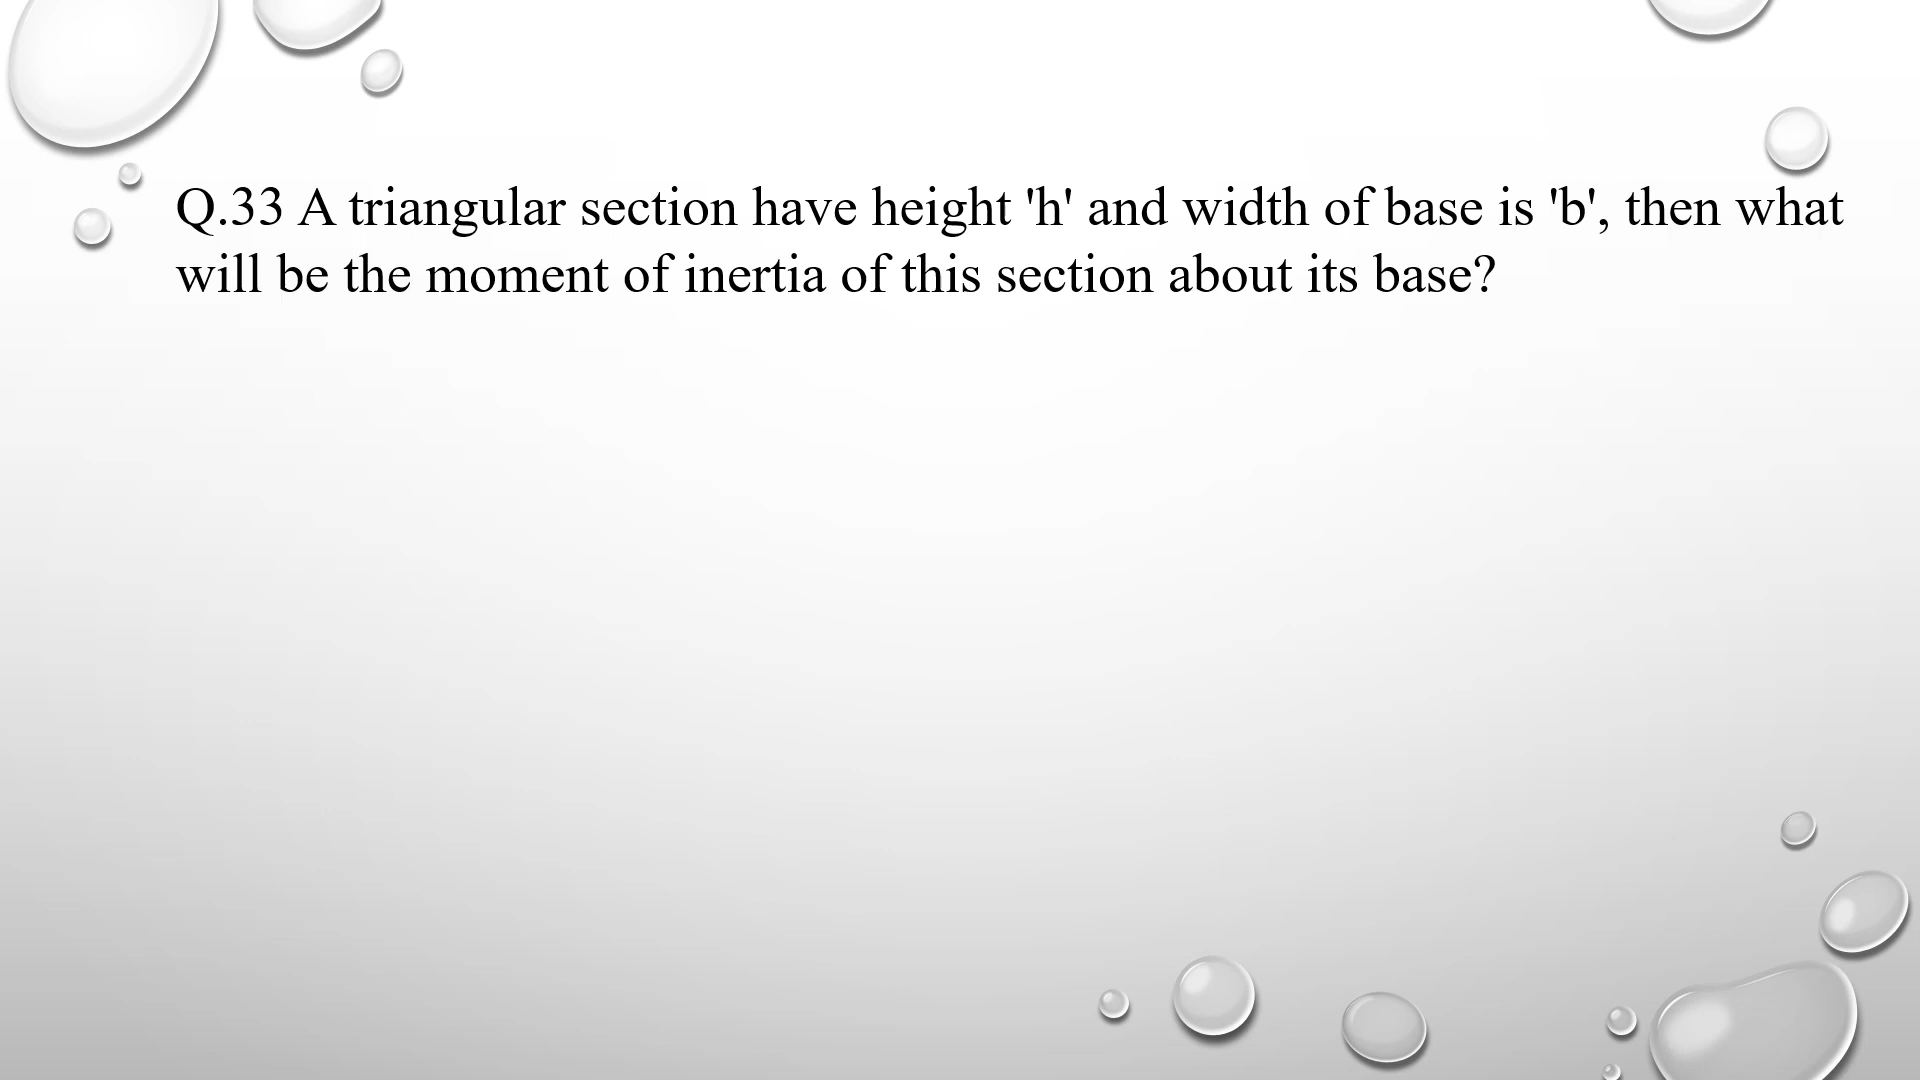 Q.33 A triangular section have height 'h' and width of base is 'b', then what
will be the moment of inertia of this section about its base?